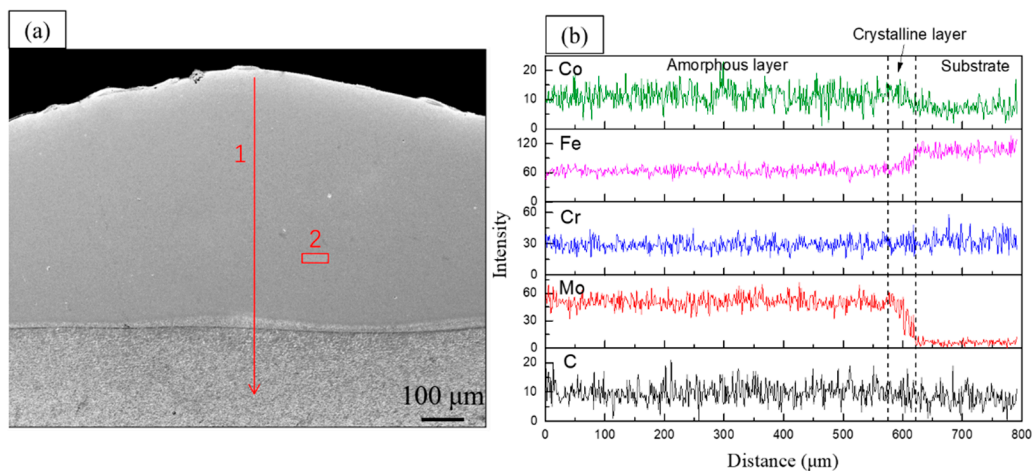 (a)
1
2
100 μm
(b)
Crystalline layer
Amorphous layer
Substrate
Co
20
10
0
Fe
120
60
0
Cr
60
30
0
Mo
60
30
0
C
20
10
0
Intensity
0 100 200 300 400 500 600 700 800
Distance (μm)